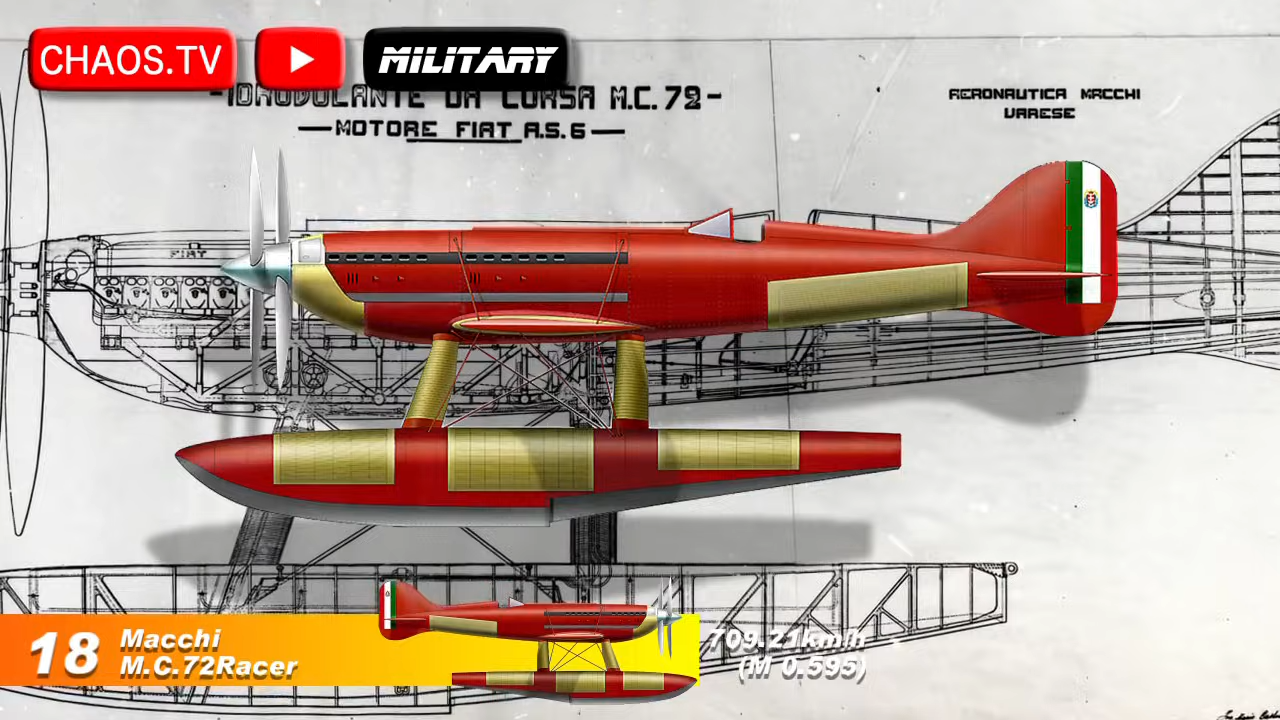 CHAOS.TV
MILITARY
-IDROVOLANTE DA CORSA M.C.72-
—MOTORE FIAT A.S.6—
AERONAUTICA MACCHI
VARESE
FIAT
18
Macchi
M.C.72Racer
709.21km/h
(M 0.595)